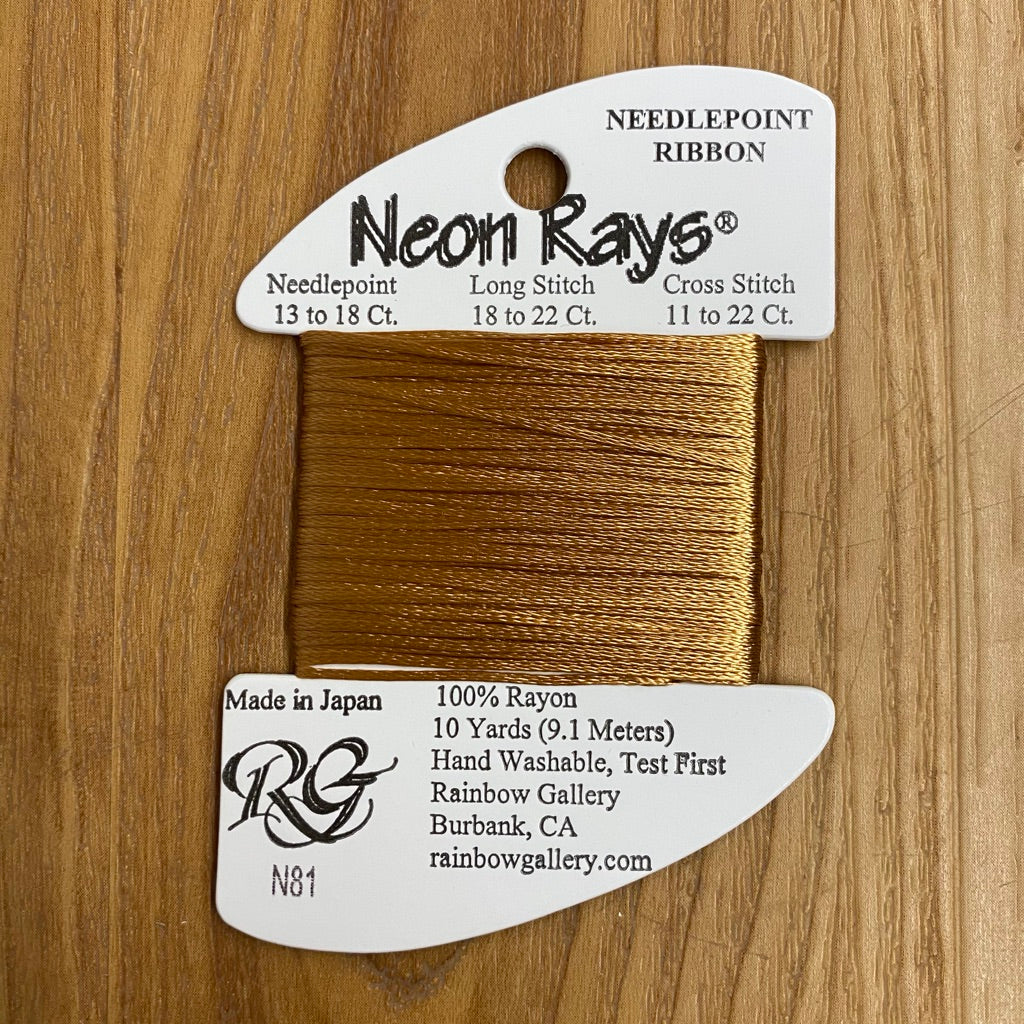 NEEDLEPOINT
RIBBON
Neon Rays®
Needlepoint Long Stitch Cross Stitch
13 to 18 Ct. 18 to 22 Ct. 11 to 22 Ct.
Made in Japan
RG
N81
100% Rayon
10 Yards (9.1 Meters)
Hand Washable, Test First
Rainbow Gallery
Burbank, CA
rainbowgallery.com